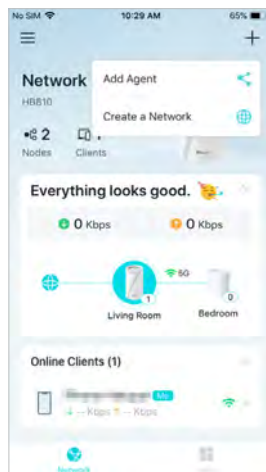 No SIM 10:29 AM 65%
Network
Add Agent
HB810
Create a Network
2
Nodes Clients
Everything looks good.
0 Kbps 0 Kbps
5G
1 0
Living Room Bedroom
Online Clients (1)
Me
-- Kbps -- Kbps
Network